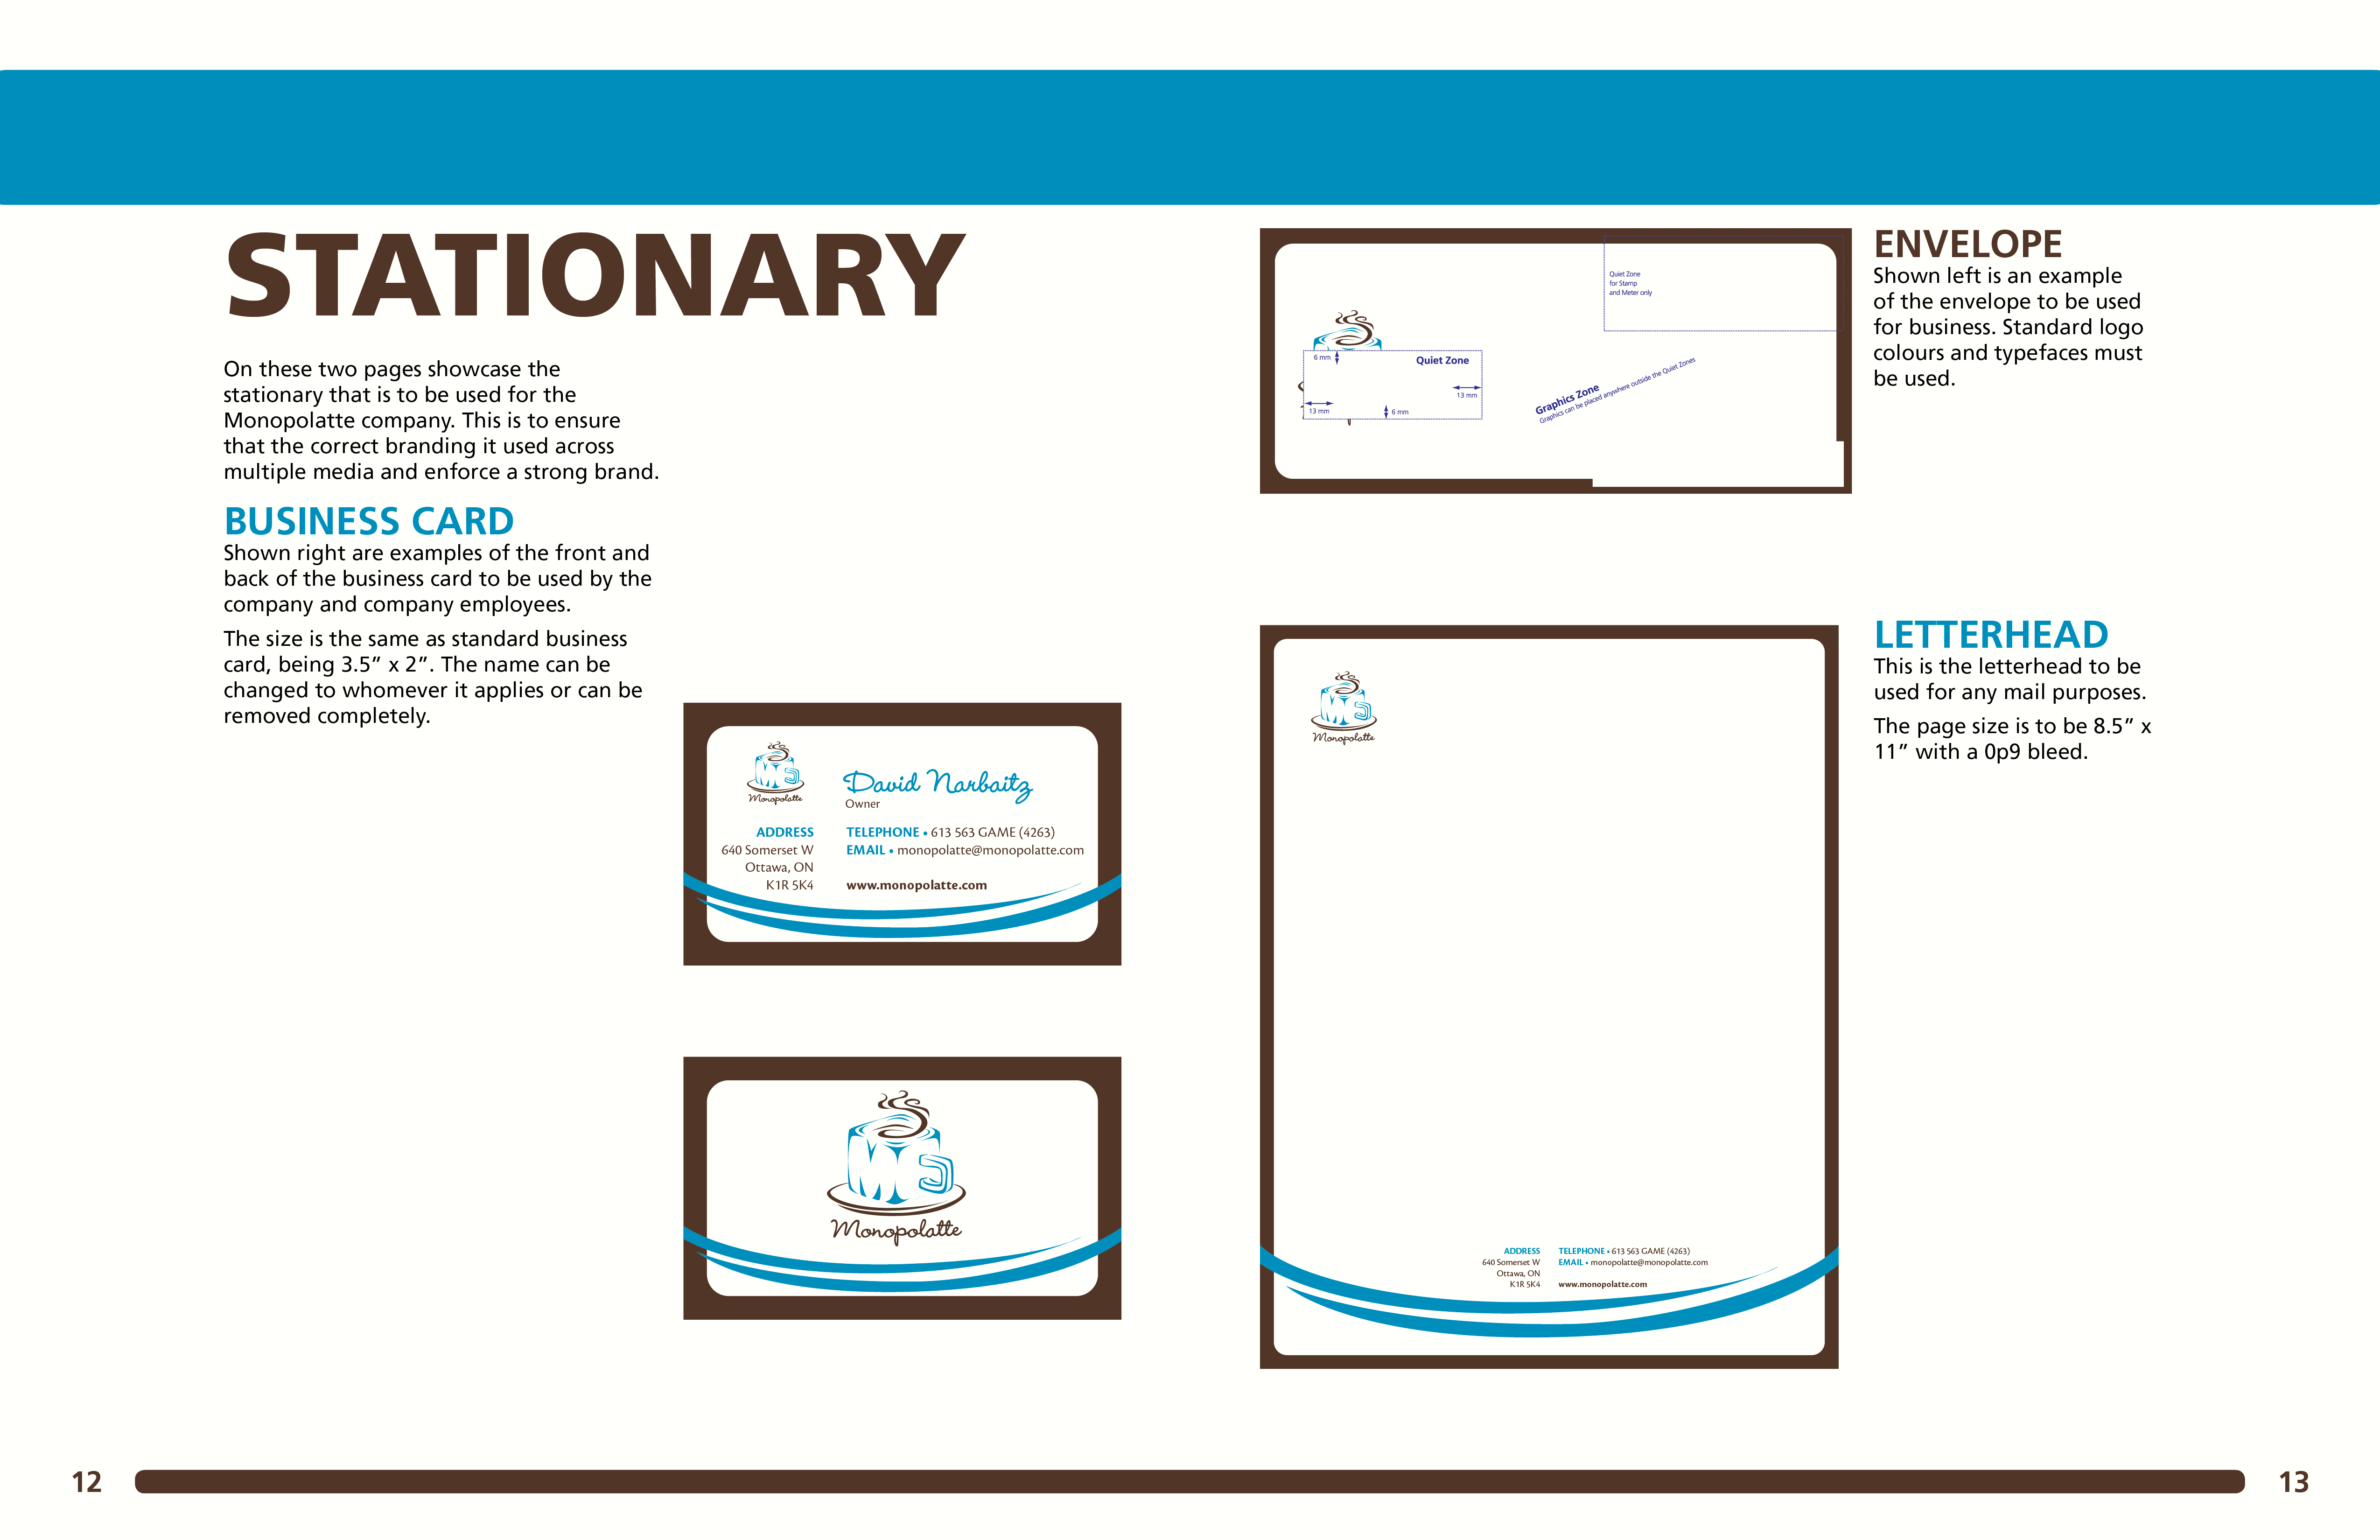 STATIONARY
On these two pages showcase the
stationary that is to be used for the
Monopolatte company. This is to ensure
that the correct branding it used across
multiple media and enforce a strong brand.
BUSINESS CARD
Shown right are examples of the front and
back of the business card to be used by the
company and company employees.
The size is the same as standard business
card, being 3.5” x 2”. The name can be
changed to whomever it applies or can be
removed completely.
Monopolatte
David Narbaitz
Owner
ADDRESS
640 Somerset W
Ottawa, ON
K1R 5K4
TELEPHONE • 613 563 GAME (4263)
EMAIL • monopolatte@monopolatte.com
www.monopolatte.com
Monopolatte
Quiet Zone
for Stamp
and Meter only
6 mm
Quiet Zone
13 mm
13 mm
6 mm
Graphics Zone
Graphics can be placed anywhere outside the Quiet Zones
ENVELOPE
Shown left is an example
of the envelope to be used
for business. Standard logo
colours and typefaces must
be used.
Monopolatte
ADDRESS
640 Somerset W
Ottawa, ON
K1R 5K4
TELEPHONE • 613 563 GAME (4263)
EMAIL • monopolatte@monopolatte.com
www.monopolatte.com
LETTERHEAD
This is the letterhead to be
used for any mail purposes.
The page size is to be 8.5” x
11” with a 0p9 bleed.
12
13